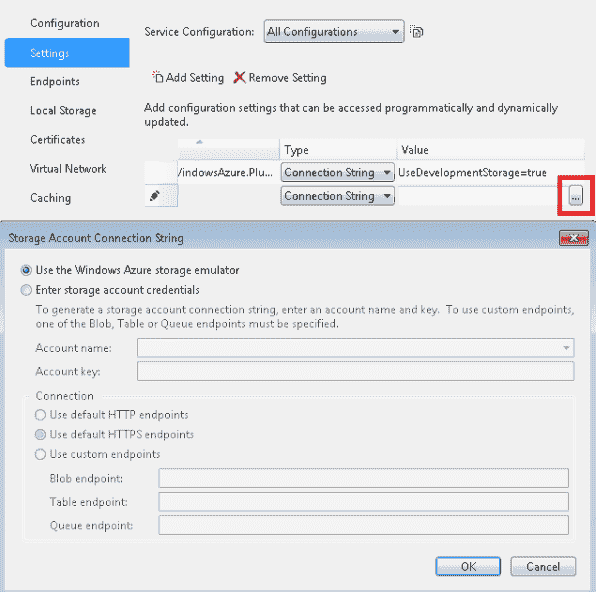 Configuration
Settings
Endpoints
Local Storage
Certificates
Virtual Network
Caching
Service Configuration: All Configurations
Add Setting Remove Setting
Add configuration settings that can be accessed programmatically and dynamically
updated.
Type Value
/indowsAzure.Plu... Connection String UseDevelopmentStorage=true
Connection String ...
Storage Account Connection String
Use the Windows Azure storage emulator
Enter storage account credentials
To generate a storage account connection string, enter an account name and key. To use custom endpoints,
one of the Blob, Table or Queue endpoints must be specified.
Account name:
Account key:
Connection
Use default HTTP endpoints
Use default HTTPS endpoints
Use custom endpoints
Blob endpoint:
Table endpoint:
Queue endpoint:
OK Cancel